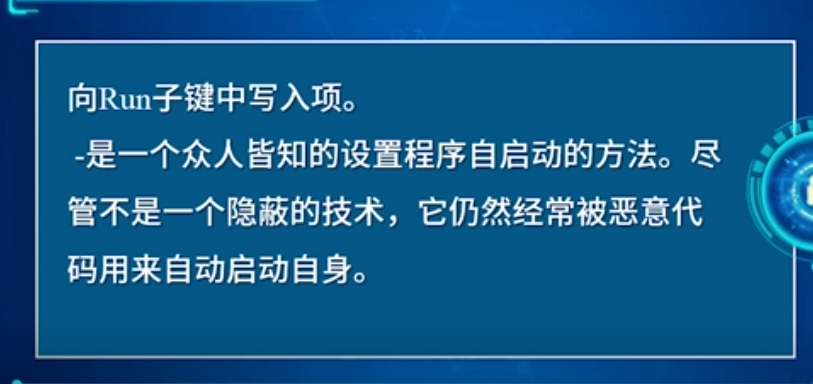 向Run子键中写入项。
-是一个众人皆知的设置程序自启动的方法。尽
管不是一个隐蔽的技术，它仍然经常被恶意代
码用来自动启动自身。